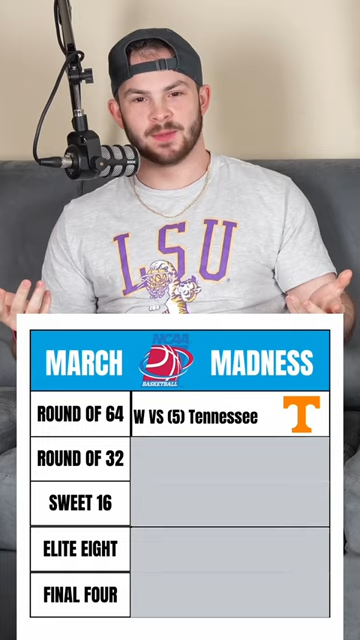 LSU
NCAA
MARCH MADNESS
BASKETBALL
ROUND OF 64 W VS (5) Tennessee T
ROUND OF 32
SWEET 16
ELITE EIGHT
FINAL FOUR